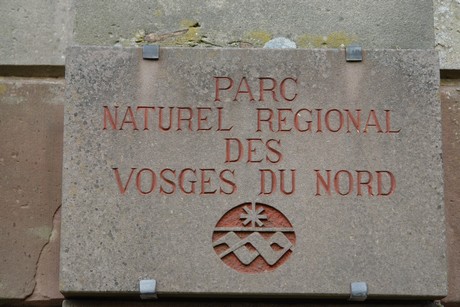 PARC
NATUREL REGIONAL
DES
VOSGES DU NORD